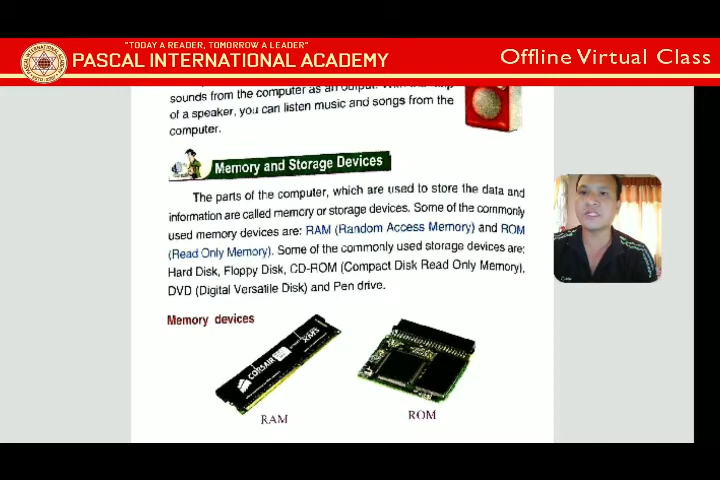 "TODAY A READER, TOMORROW A LEADER"
PASCAL INTERNATIONAL ACADEMY
Offline Virtual Class
sounds from the computer as an output. With the help
of a speaker, you can listen music and songs from the
computer.
Memory and Storage Devices
The parts of the computer, which are used to store the data and
information are called memory or storage devices. Some of the commonly
used memory devices are: RAM (Random Access Memory) and ROM
(Read Only Memory). Some of the commonly used storage devices are:
Hard Disk, Floppy Disk, CD-ROM (Compact Disk Read Only Memory),
DVD (Digital Versatile Disk) and Pen drive.
Memory devices
CORSAIR
XMS
RAM
ROM